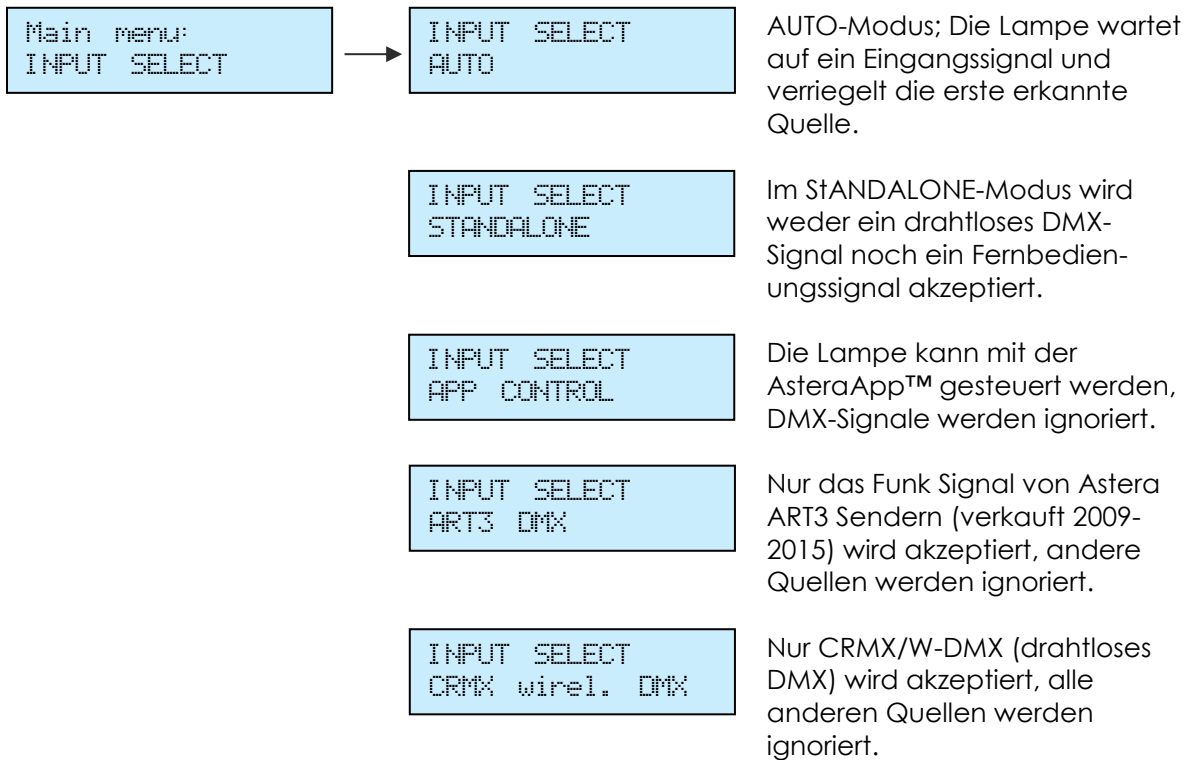 Main menu:
INPUT SELECT
INPUT SELECT
AUTO
AUTO-Modus; Die Lampe wartet
auf ein Eingangssignal und
verriegelt die erste erkannte
Quelle.
INPUT SELECT
STANDALONE
Im StANDALONE-Modus wird
weder ein drahtloses DMX-
Signal noch ein Fernbedien-
ungssignal akzeptiert.
INPUT SELECT
APP CONTROL
Die Lampe kann mit der
AsteraApp™ gesteuert werden,
DMX-Signale werden ignoriert.
INPUT SELECT
ART3 DMX
Nur das Funk Signal von Astera
ART3 Sendern (verkauft 2009-
2015) wird akzeptiert, andere
Quellen werden ignoriert.
INPUT SELECT
CRMX wirel. DMX
Nur CRMX/W-DMX (drahtloses
DMX) wird akzeptiert, alle
anderen Quellen werden
ignoriert.